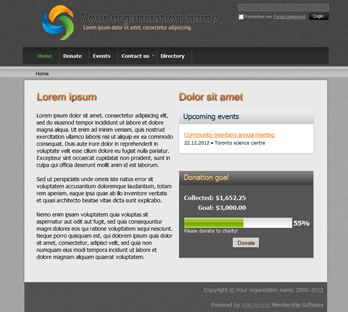 Your organization name
Lorem ipsum dolor sit amet, consectetur adipiscing
Remember me Forgot password Login
Home Donate Events Contact us Directory
Home
Lorem ipsum
Lorem ipsum dolor sit amet, consectetur adipisicing elit,
sed do eiusmod tempor incididunt ut labore et dolore
magna aliqua. Ut enim ad minim veniam, quis nostrud
exercitation ullamco laboris nisi ut aliquip ex ea commodo
consequat. Duis aute irure dolor in reprehenderit in
voluptate velit esse cillum dolore eu fugiat nulla pariatur.
Excepteur sint occaecat cupidatat non proident, sunt in
culpa qui officia deserunt mollit anim id est laborum.
Sed ut perspiciatis unde omnis iste natus error sit
voluptatem accusantium doloremque laudantium, totam
rem aperiam, eaque ipsa quae ab illo inventore veritatis
et quasi architecto beatae vitae dicta sunt explicabo.
Nemo enim ipsam voluptatem quia voluptas sit
aspernatur aut odit aut fugit, sed quia consequuntur
magni dolores eos qui ratione voluptatem sequi nesciunt.
Neque porro quisquam est, qui dolorem ipsum quia dolor
sit amet, consectetur, adipisci velit, sed quia non
numquam eius modi tempora incidunt ut labore et
dolore magnam aliquam quaerat voluptatem.
Dolor sit amet
Upcoming events
Community members annual meeting
22.12.2012 • Toronto science centre
Donation goal
Collected: $1,652.25
Goal: $3,000.00
55%
Please donate to charity!
Donate
Copyright © Your organization name, 2000-2012
Powered by Wild Apricot Membership Software